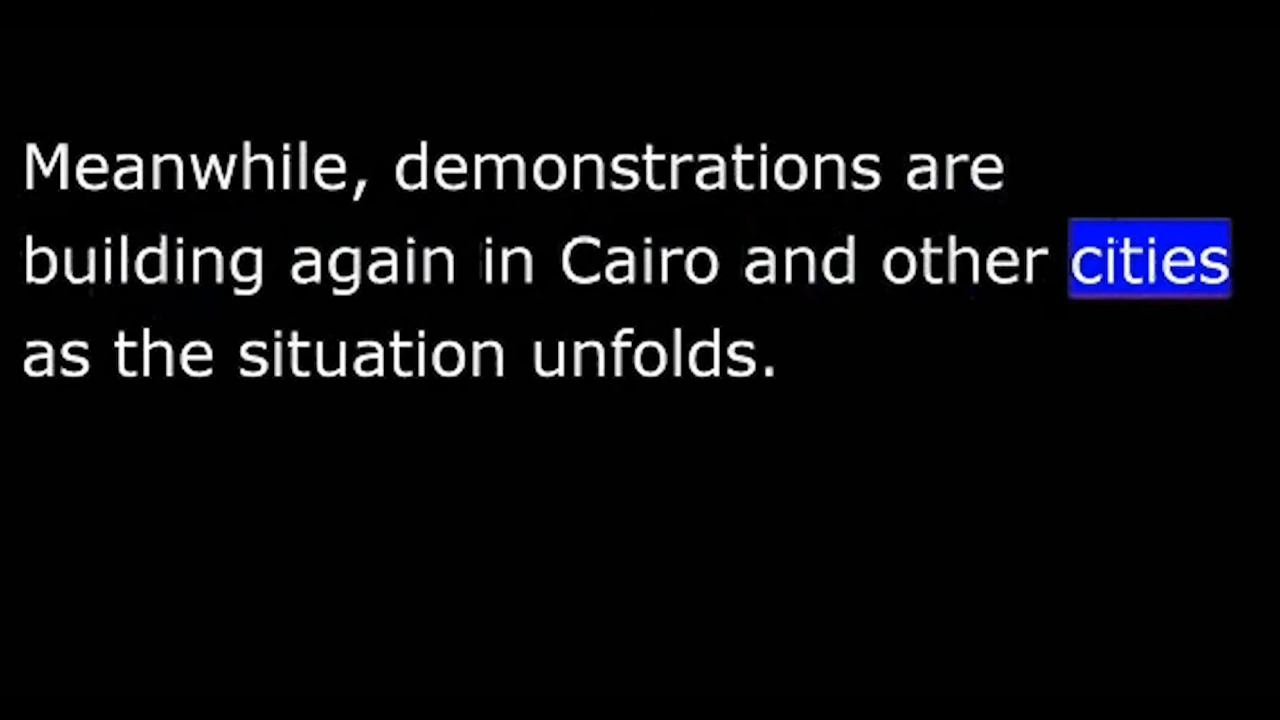 Meanwhile, demonstrations are
building again in Cairo and other cities
as the situation unfolds.